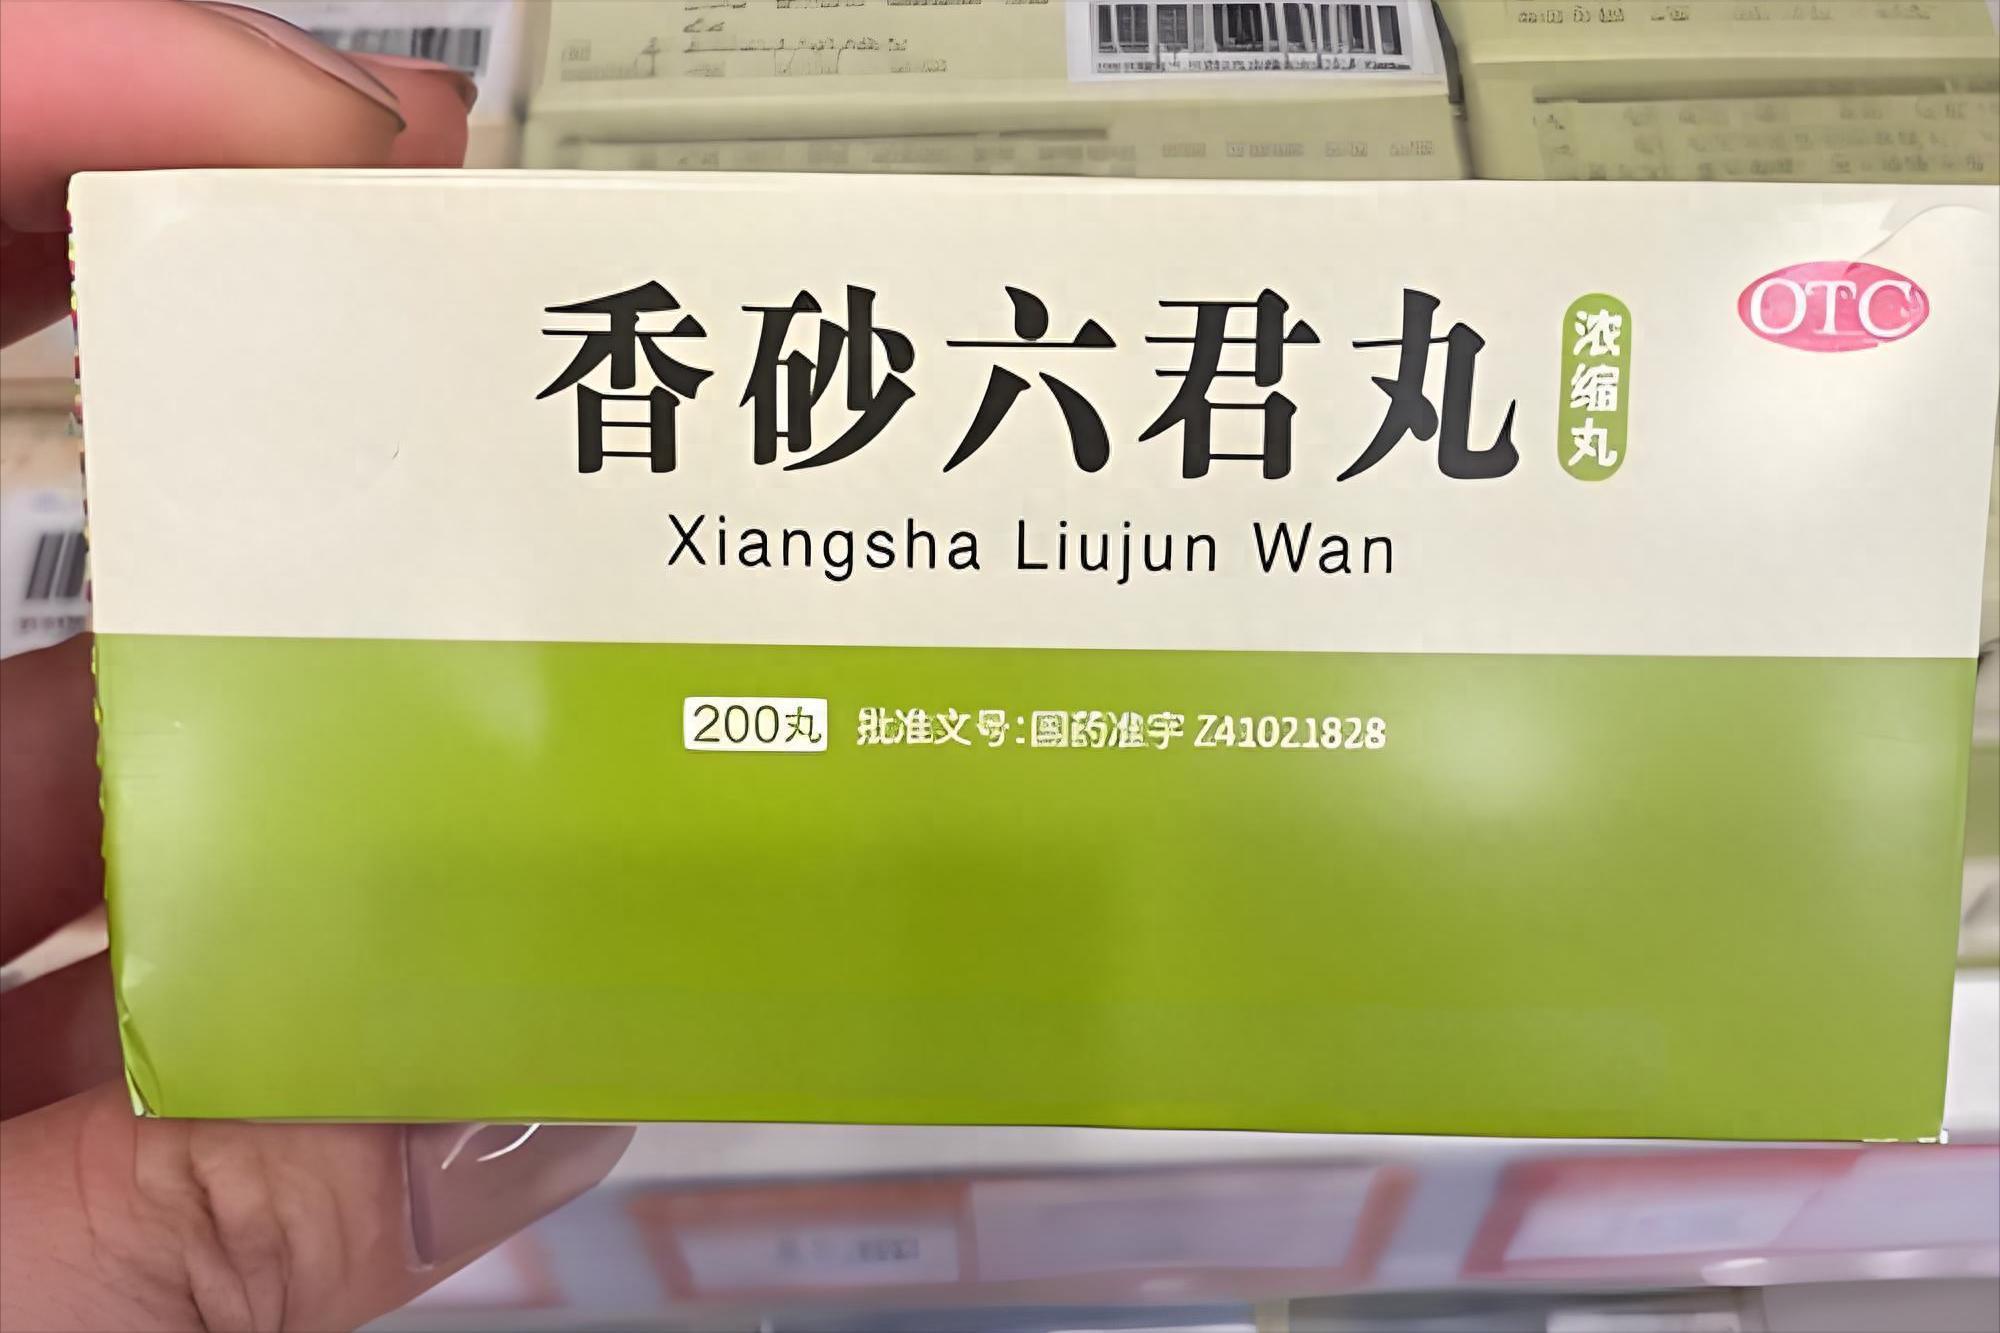 香砂六君丸
浓缩丸
OTC
Xiangsha Liujun Wan
200丸 批准文号:国药准字 Z41021828